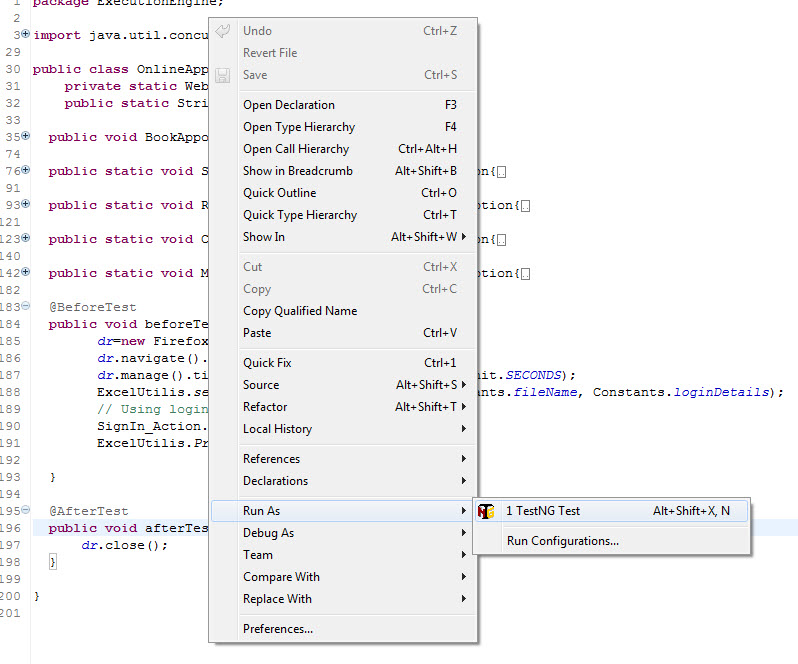 1 package ExecutionEngine;
2
3 import java.util.concu
29
30 public class OnlineApp
31 private static Web
32 public static Stri
33
35 public void BookAppo
74
76 public static void S n{
91
93 public static void R tion{
121
123 public static void C n{
140
142 public static void M tion{
182
183 @BeforeTest
184 public void beforeTe
185 dr=new Firefox
186 dr.navigate().
187 dr.manage().ti it.SECONDS);
188 ExcelUtilis.se nts.fileName, Constants.loginDetails);
189 // Using login
190 SignIn_Action.
191 ExcelUtilis.Pr
192
193 }
194
195 @AfterTest
196 public void afterTes
197 dr.close();
198 }
199
200 }
201
Undo Ctrl+Z
Revert File
Save Ctrl+S
Open Declaration F3
Open Type Hierarchy F4
Open Call Hierarchy Ctrl+Alt+H
Show in Breadcrumb Alt+Shift+B
Quick Outline Ctrl+O
Quick Type Hierarchy Ctrl+T
Show In Alt+Shift+W
Cut Ctrl+X
Copy Ctrl+C
Copy Qualified Name
Paste Ctrl+V
Quick Fix Ctrl+1
Source Alt+Shift+S
Refactor Alt+Shift+T
Local History
References
Declarations
Run As
Debug As
Team
Compare With
Replace With
Preferences...
1 TestNG Test Alt+Shift+X, N
Run Configurations...